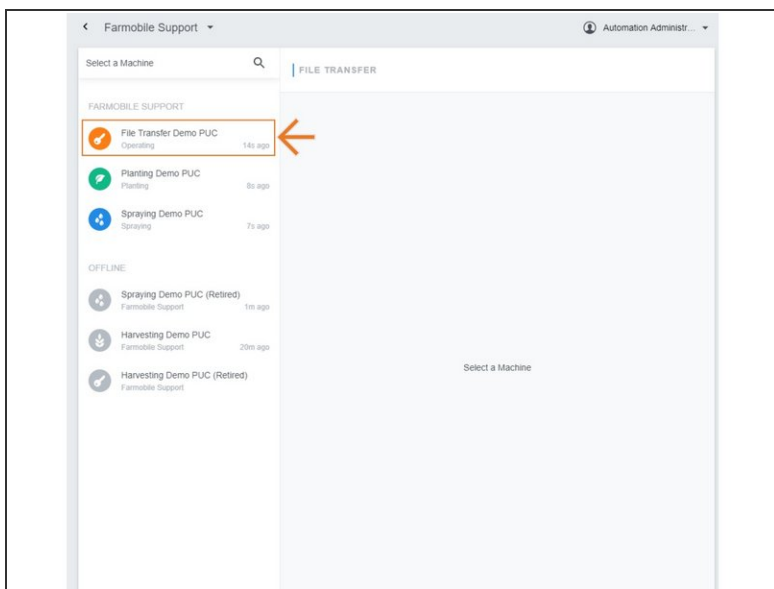 Farmobile Support
Automation Administr...
Select a Machine
FILE TRANSFER
FARMOBILE SUPPORT
File Transfer Demo PUC
Operating 14s ago
Planting Demo PUC
Planting 8s ago
Spraying Demo PUC
Spraying 7s ago
OFFLINE
Spraying Demo PUC (Retired)
Farmobile Support 1m ago
Harvesting Demo PUC
Farmobile Support 20m ago
Harvesting Demo PUC (Retired)
Farmobile Support
Select a Machine